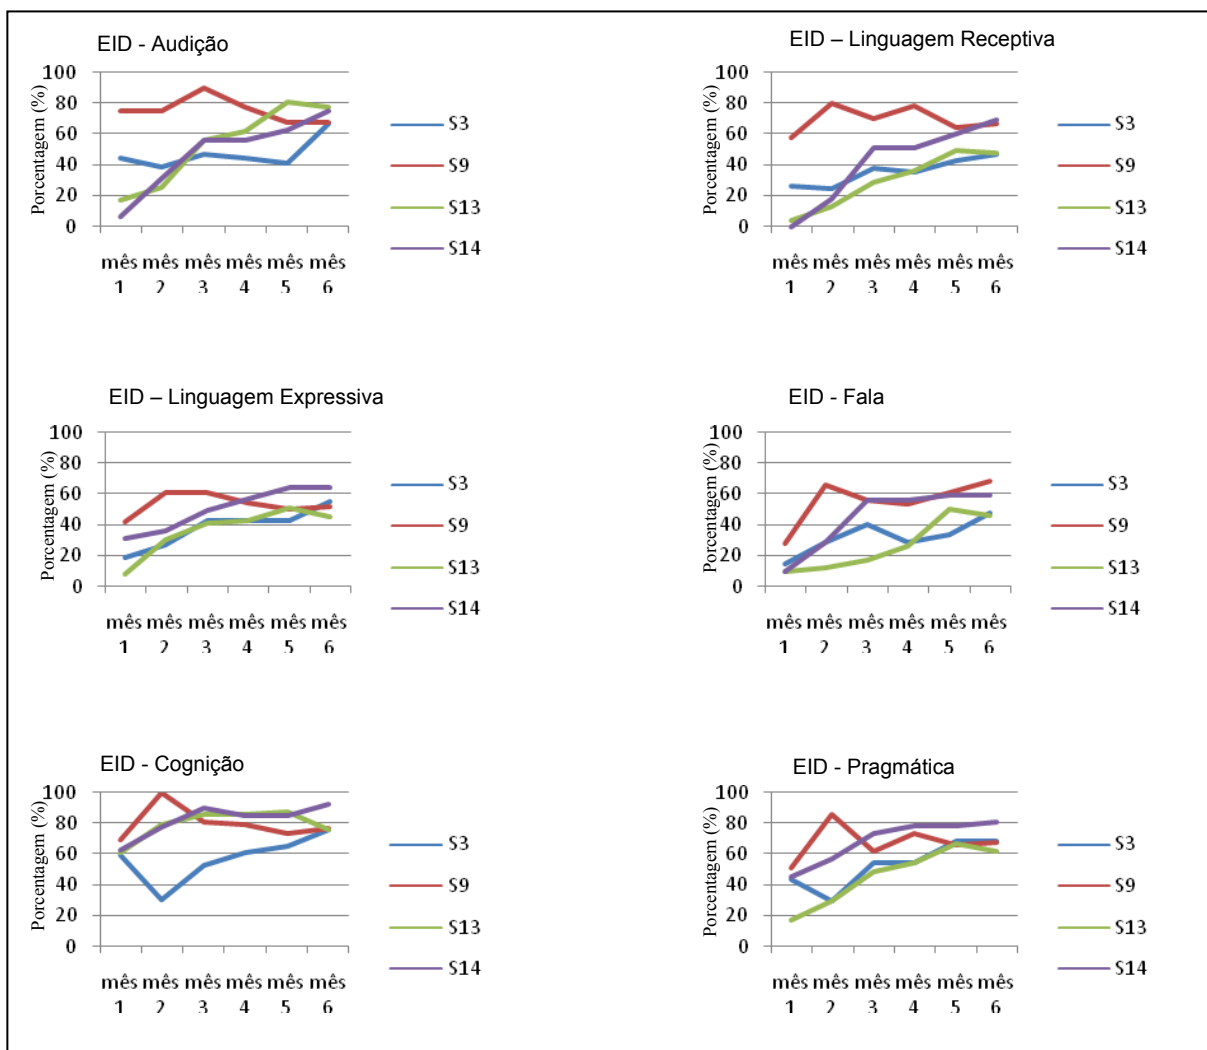 EID - Audição
Porcentagem (%)
100
80
60
40
20
0
mês mês mês mês mês mês
1 2 3 4 5 6
S3
S9
S13
S14
EID – Linguagem Receptiva
Porcentagem (%)
100
80
60
40
20
0
mês mês mês mês mês mês
1 2 3 4 5 6
S3
S9
S13
S14
EID – Linguagem Expressiva
Porcentagem (%)
100
80
60
40
20
0
mês mês mês mês mês mês
1 2 3 4 5 6
S3
S9
S13
S14
EID - Fala
Porcentagem (%)
100
80
60
40
20
0
mês mês mês mês mês mês
1 2 3 4 5 6
S3
S9
S13
S14
EID - Cognição
Porcentagem (%)
100
80
60
40
20
0
mês mês mês mês mês mês
1 2 3 4 5 6
S3
S9
S13
S14
EID - Pragmática
Porcentagem (%)
100
80
60
40
20
0
mês mês mês mês mês mês
1 2 3 4 5 6
S3
S9
S13
S14